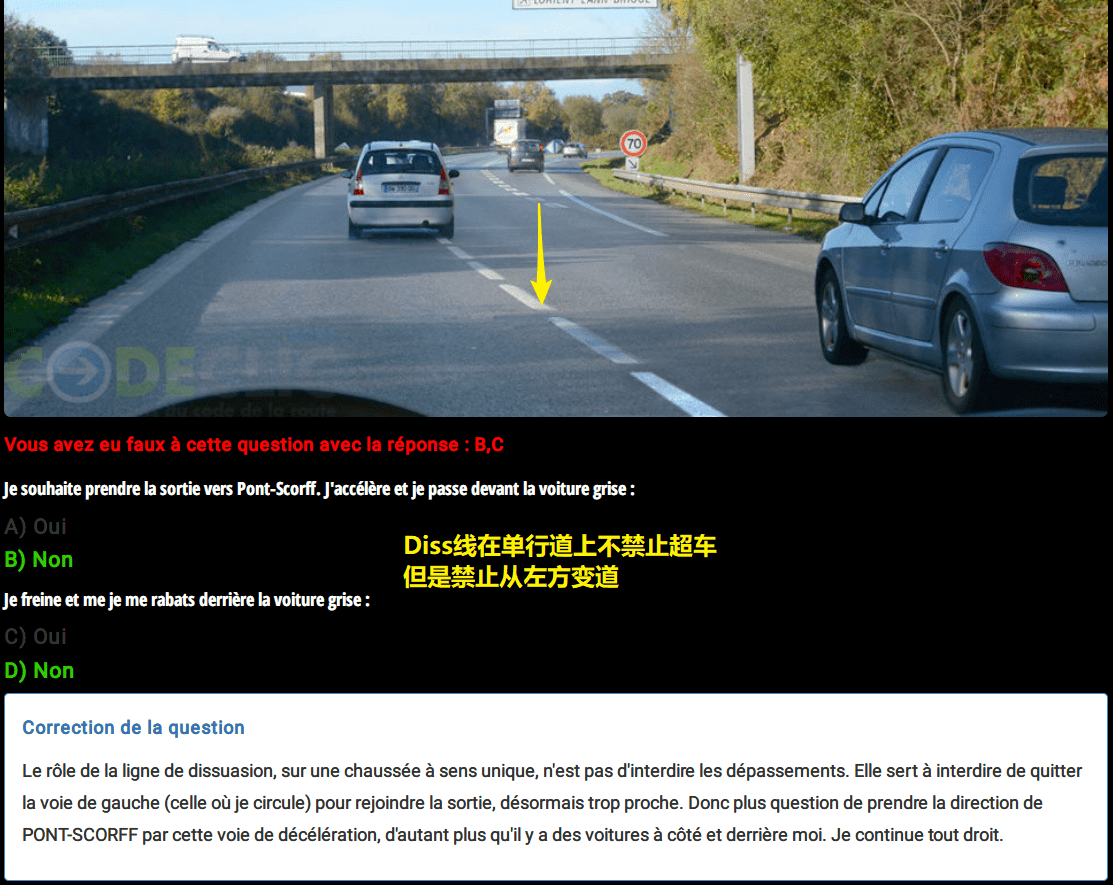 70
CODECLIC
du code de la route
Vous avez eu faux à cette question avec la réponse : B,C
Je souhaite prendre la sortie vers Pont-Scorff. J'accélère et je passe devant la voiture grise :
A) Oui
B) Non
Diss线在单行道上不禁止超车
但是禁止从左方变道
Je freine et me je me rabats derrière la voiture grise :
C) Oui
D) Non
Correction de la question
Le rôle de la ligne de dissuasion, sur une chaussée à sens unique, n'est pas d'interdire les dépassements. Elle sert à interdire de quitter
la voie de gauche (celle où je circule) pour rejoindre la sortie, désormais trop proche. Donc plus question de prendre la direction de
PONT-SCORFF par cette voie de décélération, d'autant plus qu'il y a des voitures à côté et derrière moi. Je continue tout droit.